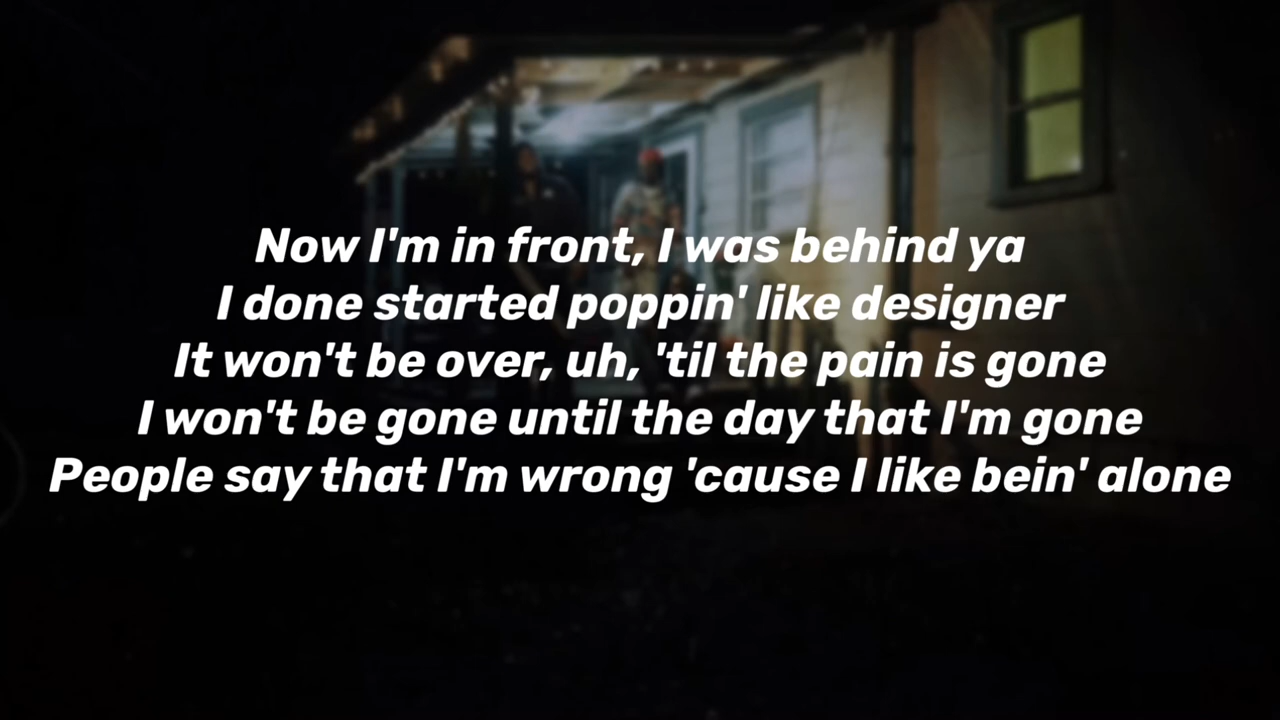 Now I'm in front, I was behind ya
I done started poppin' like designer
It won't be over, uh, 'til the pain is gone
I won't be gone until the day that I'm gone
People say that I'm wrong 'cause I like bein' alone